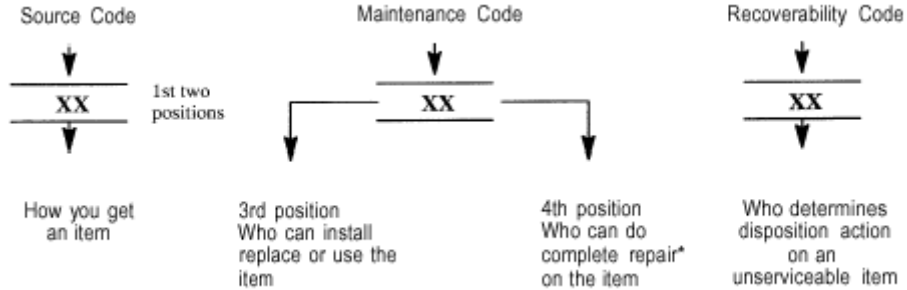 Source Code
Maintenance Code
Recoverability Code
XX
1st two
positions
XX
XX
How you get
an item
3rd position
Who can install
replace or use the
item
4th position
Who can do
complete repair*
on the item
Who determines
disposition action
on an
unserviceable item